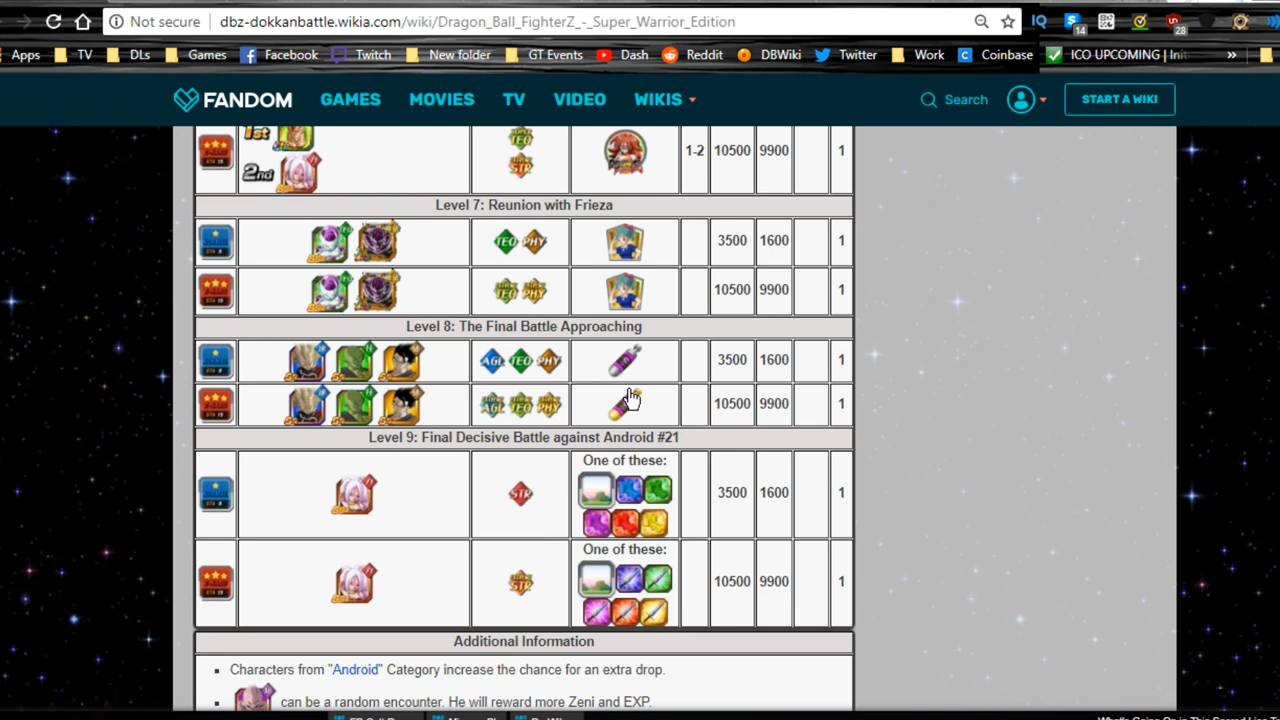 Not secure dbz-dokkanbattle.wikia.com/wiki/Dragon_Ball_FighterZ_-_Super_Warrior_Edition IQ 14 28
Apps TV DLs Games Facebook Twitch New folder GT Events Dash Reddit DBWiki Twitter Work Coinbase ICO UPCOMING | Ini »
FANDOM GAMES MOVIES TV VIDEO WIKIS Search START A WIKI
1st
2nd
TEQ
STR
1-2 10500 9900 1
Level 7: Reunion with Frieza
TEQ PHY 3500 1600 1
TEQ PHY 10500 9900 1
Level 8: The Final Battle Approaching
AGL TEQ PHY 3500 1600 1
AGL TEQ PHY 10500 9900 1
Level 9: Final Decisive Battle against Android #21
STR One of these: 3500 1600 1
STR One of these: 10500 9900 1
Additional Information
Characters from "Android" Category increase the chance for an extra drop.
can be a random encounter. He will reward more Zeni and EXP.